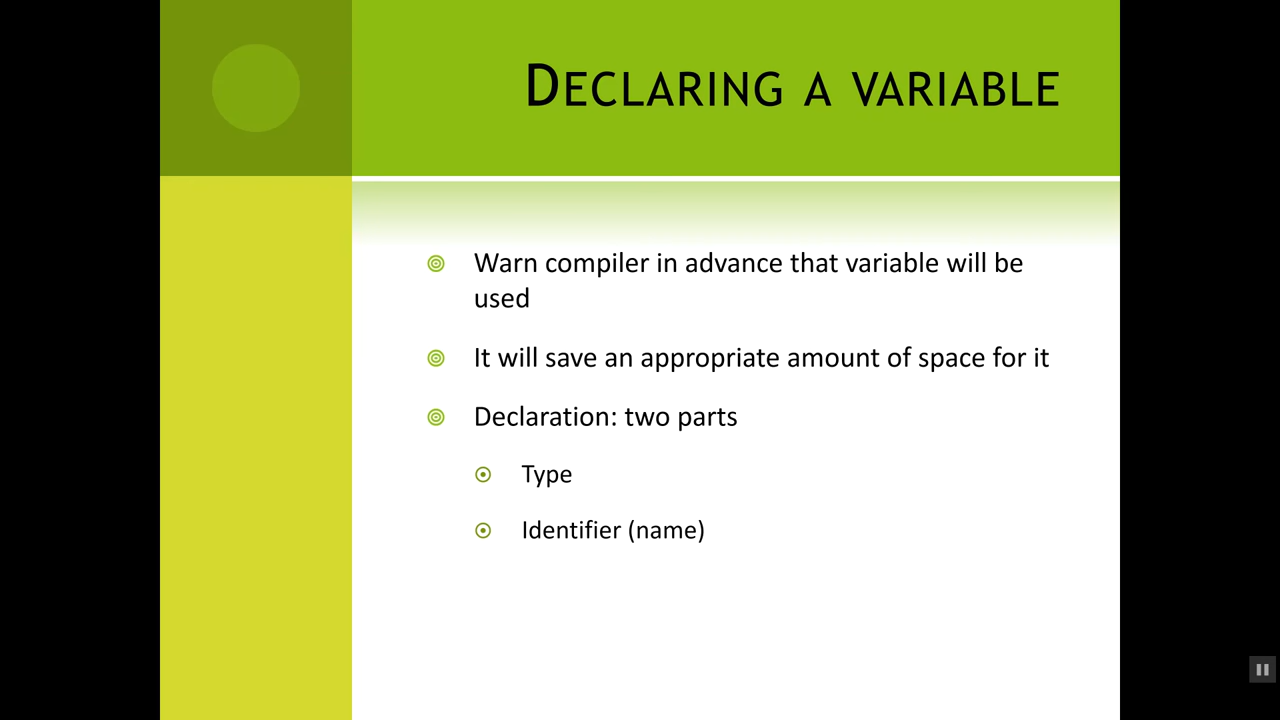 DECLARING A VARIABLE
Warn compiler in advance that variable will be
used
It will save an appropriate amount of space for it
Declaration: two parts
Type
Identifier (name)